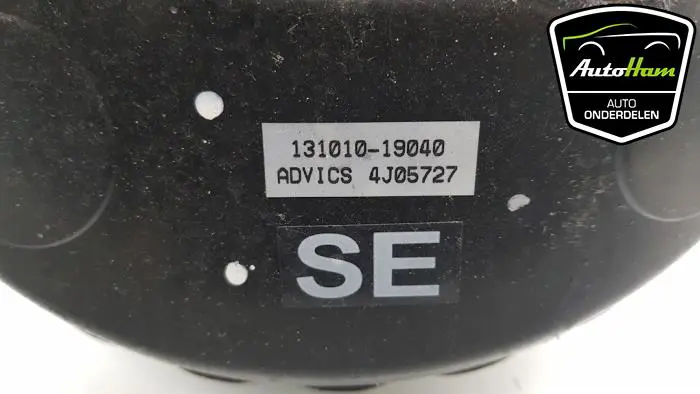 AutoHam
AUTO
ONDERDELEN
131010-19040
ADVICS 4J05727
SE